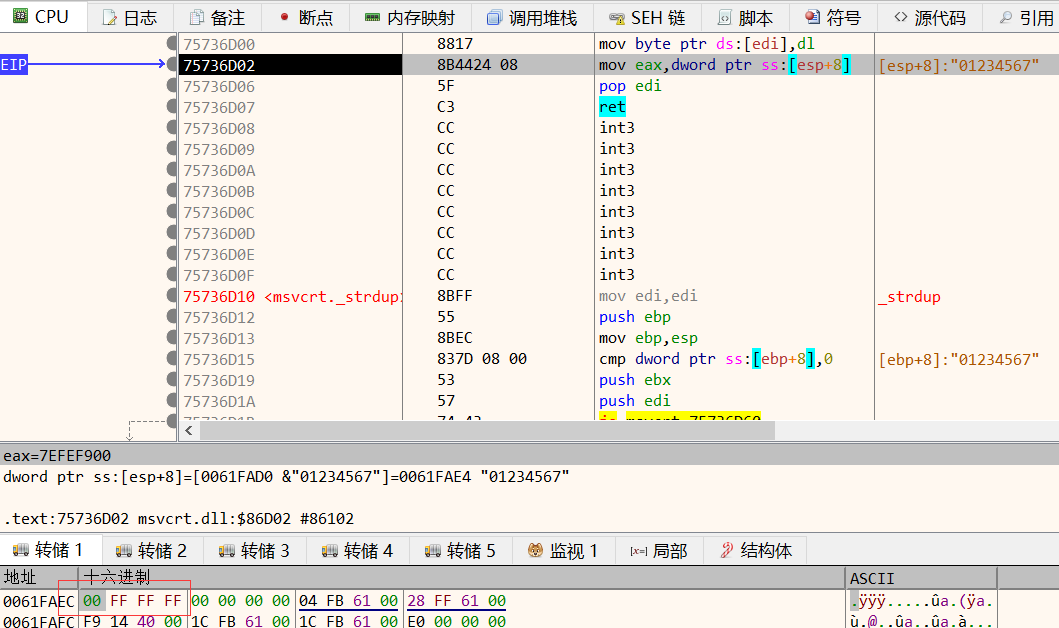 CPU 日志 备注 断点 内存映射 调用堆栈 SEH 链 脚本 符号 源代码 引用
75736D00 8817 mov byte ptr ds:[edi],dl
EIP 75736D02 8B4424 08 mov eax,dword ptr ss:[esp+8] [esp+8]:"01234567"
75736D06 5F pop edi
75736D07 C3 ret
75736D08 CC int3
75736D09 CC int3
75736D0A CC int3
75736D0B CC int3
75736D0C CC int3
75736D0D CC int3
75736D0E CC int3
75736D0F CC int3
75736D10 <msvcrt._strdup> 8BFF mov edi,edi _strdup
75736D12 55 push ebp
75736D13 8BEC mov ebp,esp
75736D15 837D 08 00 cmp dword ptr ss:[ebp+8],0 [ebp+8]:"01234567"
75736D19 53 push ebx
75736D1A 57 push edi
eax=7EFEF900
dword ptr ss:[esp+8]=[0061FAD0 &"01234567"]=0061FAE4 "01234567"
.text:75736D02 msvcrt.dll:$86D02 #86102
转储 1 转储 2 转储 3 转储 4 转储 5 监视 1 [x=] 局部 结构体
地址 十六进制 ASCII
0061FAEC 00 FF FF FF 00 00 00 00 04 FB 61 00 28 FF 61 00 .ÿÿÿ.....ûa.(ÿa.
0061FAFC F9 14 40 00 1C FB 61 00 1C FB 61 00 E0 00 00 00 ù.@..ûa..ûa.à...